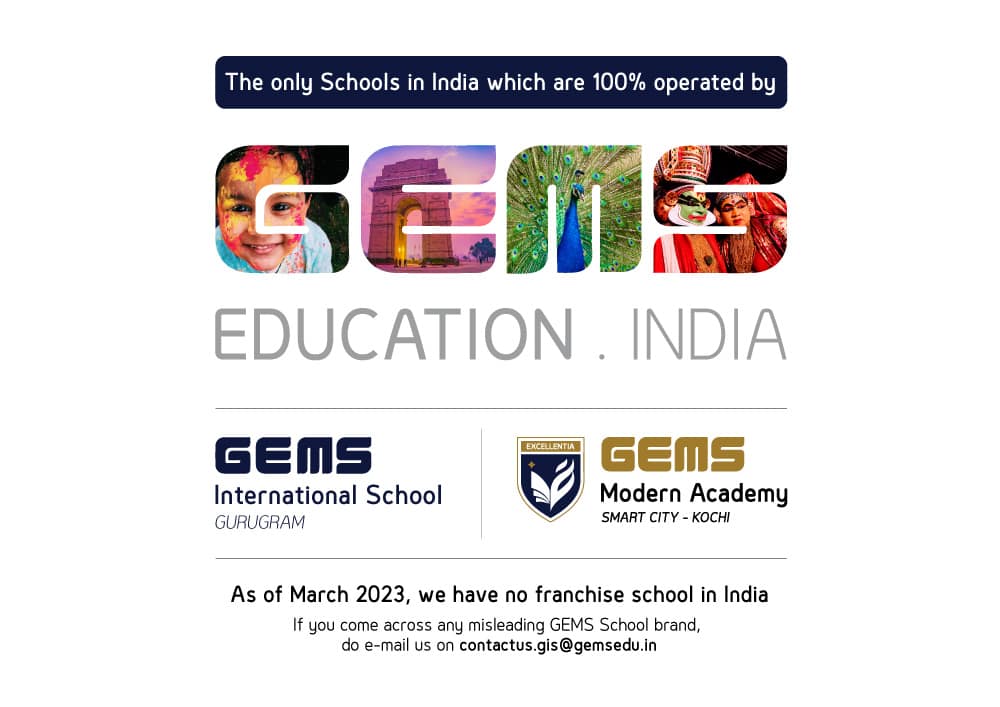 The only Schools in India which are 100% operated by
GEMS
EDUCATION . INDIA
GEMS
International School
GURUGRAM
EXCELLENTIA
GEMS
Modern Academy
SMART CITY - KOCHI
As of March 2023, we have no franchise school in India
If you come across any misleading GEMS School brand,
do e-mail us on contactus.gis@gemsedu.in